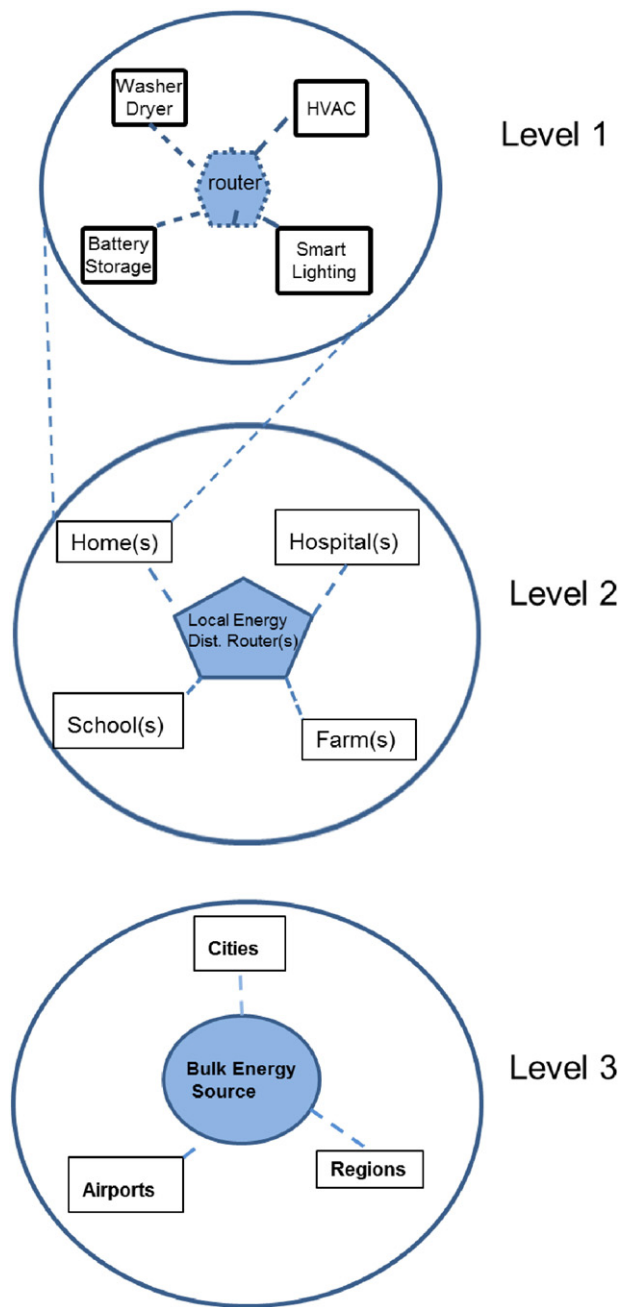 Washer
Dryer
HVAC
Level 1
router
Battery
Storage
Smart
Lighting
Home(s)
Hospital(s)
Level 2
Local Energy
Dist. Router(s)
School(s)
Farm(s)
Cities
Level 3
Bulk Energy
Source
Airports
Regions